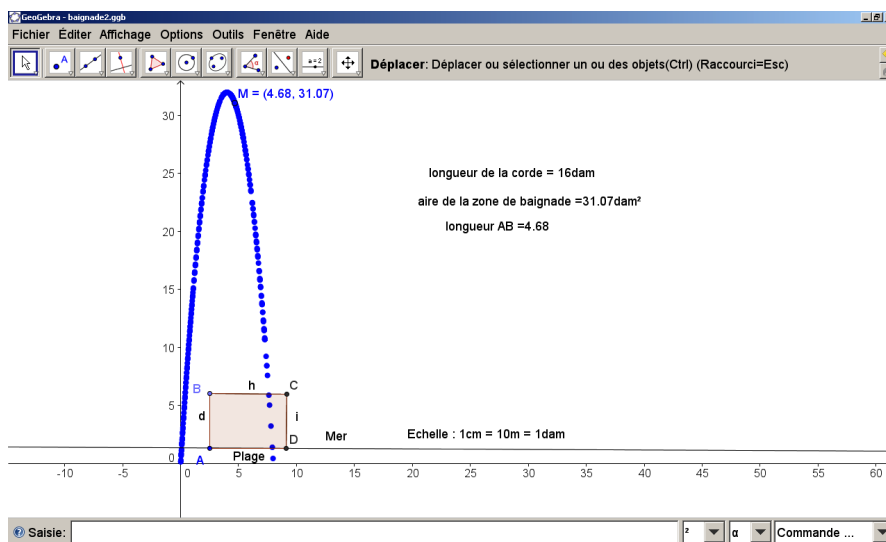 GeoGebra - baignade2.ggb
Fichier Éditer Affichage Options Outils Fenêtre Aide
A α a=2 Déplacer: Déplacer ou sélectionner un ou des objets(Ctrl) (Raccourci=Esc)
M = (4.68, 31.07)
30
longueur de la corde = 16dam
25
aire de la zone de baignade =31.07dam²
longueur AB =4.68
20
15
10
B h C
5
d i
Mer Echelle : 1cm = 10m = 1dam
D
0 A Plage
-10 -5 0 5 10 15 20 25 30 35 40 45 50 55 60
Saisie: ² α Commande ...